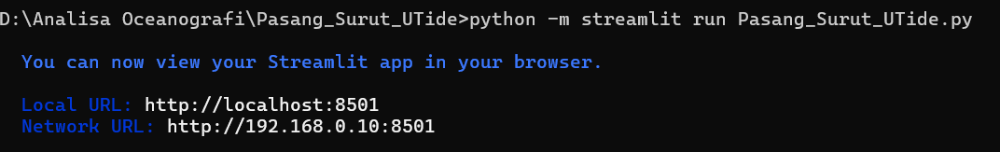 D:\Analisa Oceanografi\Pasang_Surut_UTide>python -m streamlit run Pasang_Surut_UTide.py
You can now view your Streamlit app in your browser.
Local URL: http://localhost:8501
Network URL: http://192.168.0.10:8501